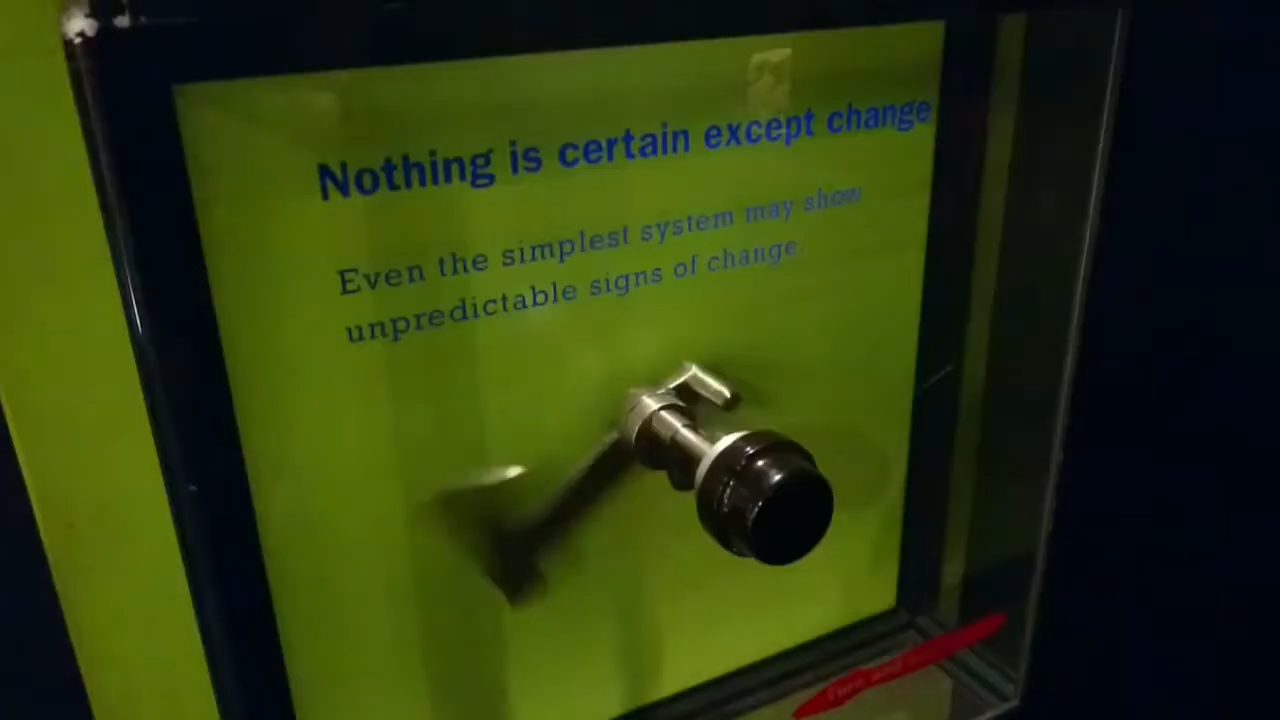 Nothing is certain except change
Even the simplest system may show
unpredictable signs of change.